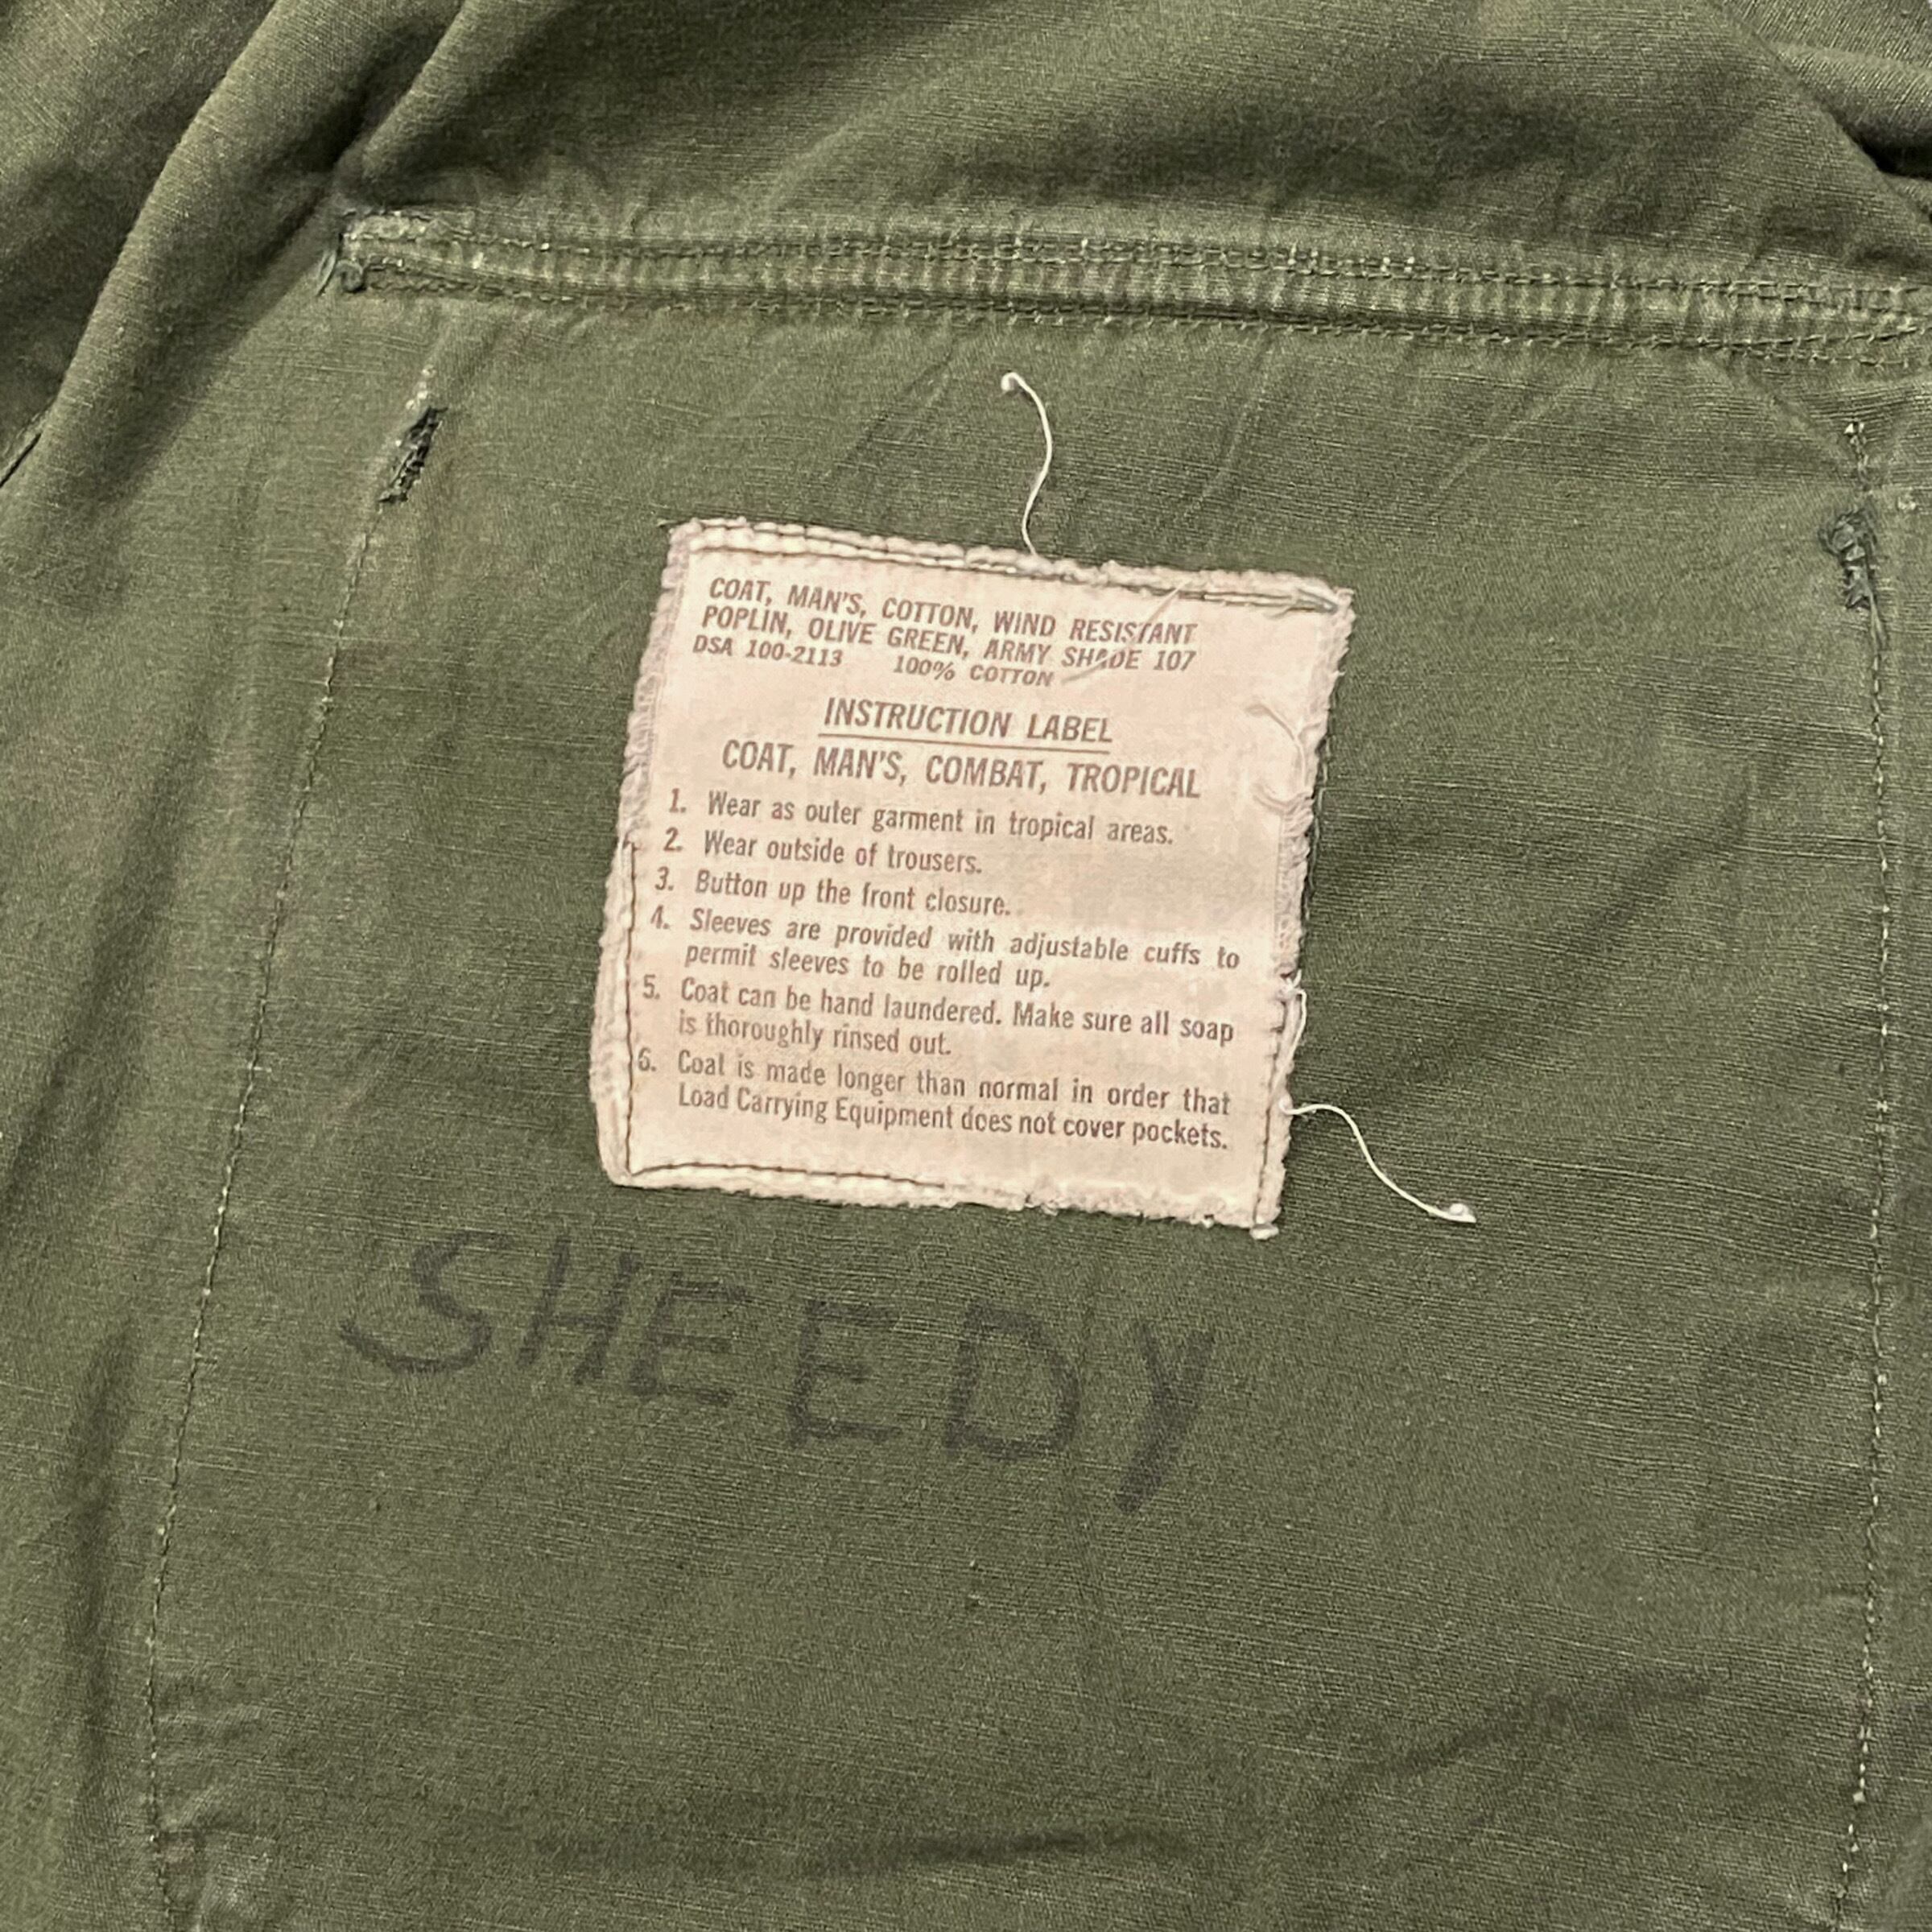 COAT, MAN'S, COTTON, WIND RESISTANT
POPLIN, OLIVE GREEN, ARMY SHADE 107
DSA 100-2113 100% COTTON
INSTRUCTION LABEL
COAT, MAN'S, COMBAT, TROPICAL
1. Wear as outer garment in tropical areas.
2. Wear outside of trousers.
3. Button up the front closure.
4. Sleeves are provided with adjustable cuffs to
permit sleeves to be rolled up.
5. Coat can be hand laundered. Make sure all soap
is thoroughly rinsed out.
6. Coat is made longer than normal in order that
Load Carrying Equipment does not cover pockets.
SHEEDY